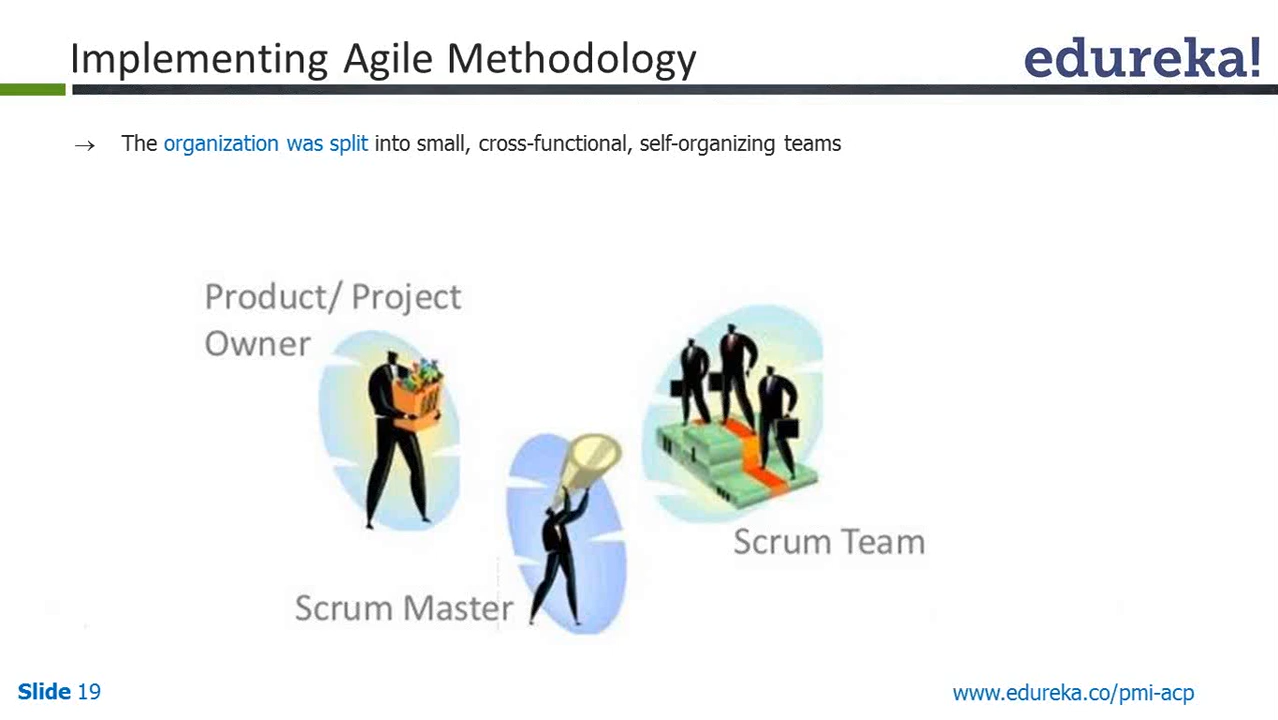 Implementing Agile Methodology
edureka!
→ The organization was split into small, cross-functional, self-organizing teams
Product/ Project
Owner
Scrum Team
Scrum Master
Slide 19
www.edureka.co/pmi-acp